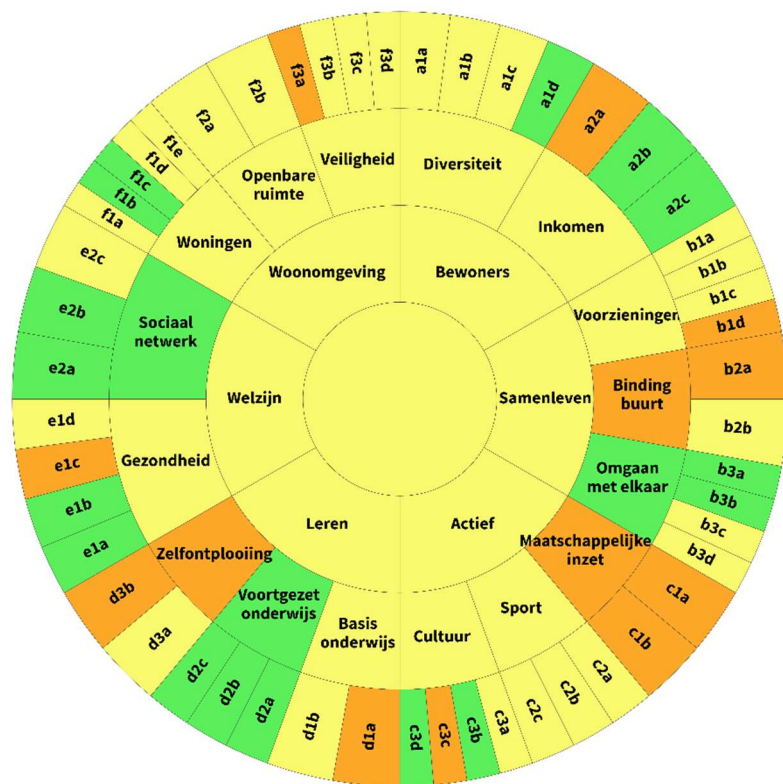 a1a
a1b
a1c
a1d
a2a
a2b
a2c
b1a
b1b
b1c
b1d
b2a
b2b
b3a
b3b
b3c
b3d
c1a
c1b
c2a
c2b
c2c
c3a
c3b
c3c
c3d
d1a
d1b
d2a
d2b
d2c
d3a
d3b
e1a
e1b
e1c
e1d
e2a
e2b
e2c
f1a
f1b
f1c
f1d
f1e
f2a
f2b
f3a
f3b
f3c
f3d
Diversiteit
Inkomen
Voorzieningen
Binding
buurt
Omgaan
met elkaar
Maatschappelijke
inzet
Sport
Cultuur
Basis
onderwijs
Voortgezet
onderwijs
Zelfontplooiing
Gezondheid
Sociaal
netwerk
Woningen
Openbare
ruimte
Veiligheid
Bewoners
Samenleven
Actief
Leren
Welzijn
Woonomgeving